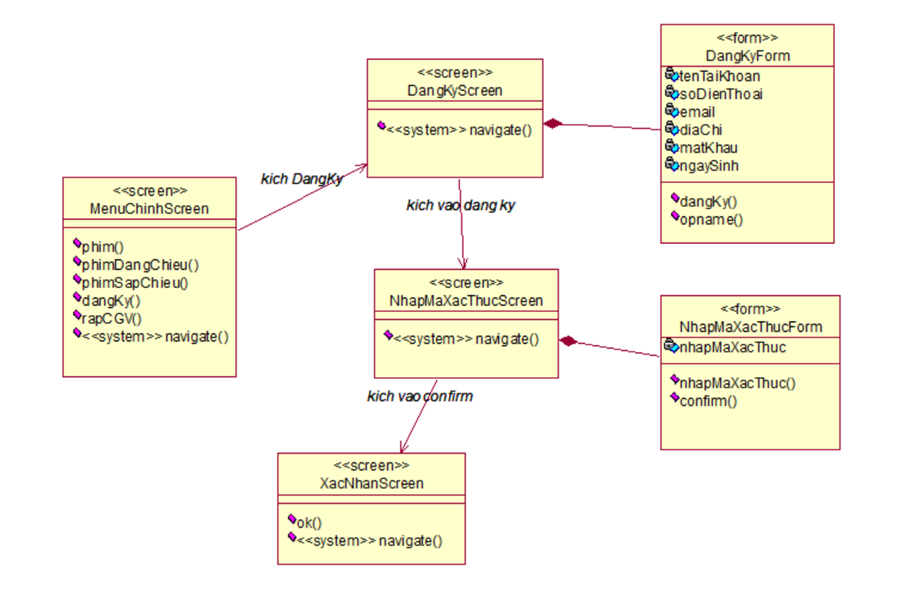 <<form>>
DangKyForm
tenTaiKhoan
soDienThoai
email
diaChi
matKhau
ngaySinh
dangKy()
opname()
<<screen>>
DangKyScreen
<<system>> navigate()
kich DangKy
<<screen>>
MenuChinhScreen
phim()
phimDangChieu()
phimSapChieu()
dangKy()
rapCGV()
<<system>> navigate()
kich vao dang ky
<<screen>>
NhapMaXacThucScreen
<<system>> navigate()
<<form>>
NhapMaXacThucForm
nhapMaXacThuc
nhapMaXacThuc()
confirm()
kich vao confirm
<<screen>>
XacNhanScreen
ok()
<<system>> navigate()